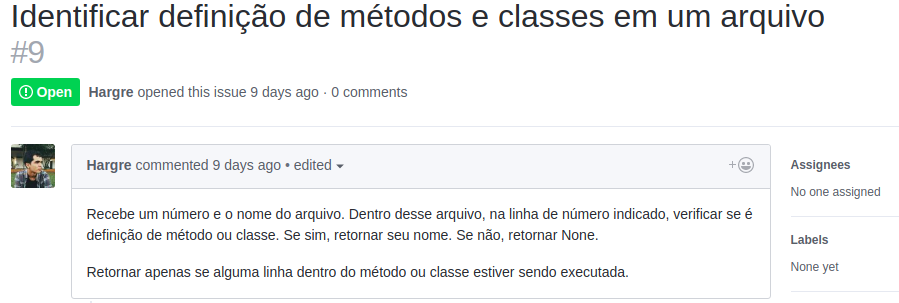 Identificar definição de métodos e classes em um arquivo
#9
Open Hargre opened this issue 9 days ago · 0 comments
Hargre commented 9 days ago • edited
Assignees
No one assigned
Recebe um número e o nome do arquivo. Dentro desse arquivo, na linha de número indicado, verificar se é
definição de método ou classe. Se sim, retornar seu nome. Se não, retornar None.
Retornar apenas se alguma linha dentro do método ou classe estiver sendo executada.
Labels
None yet